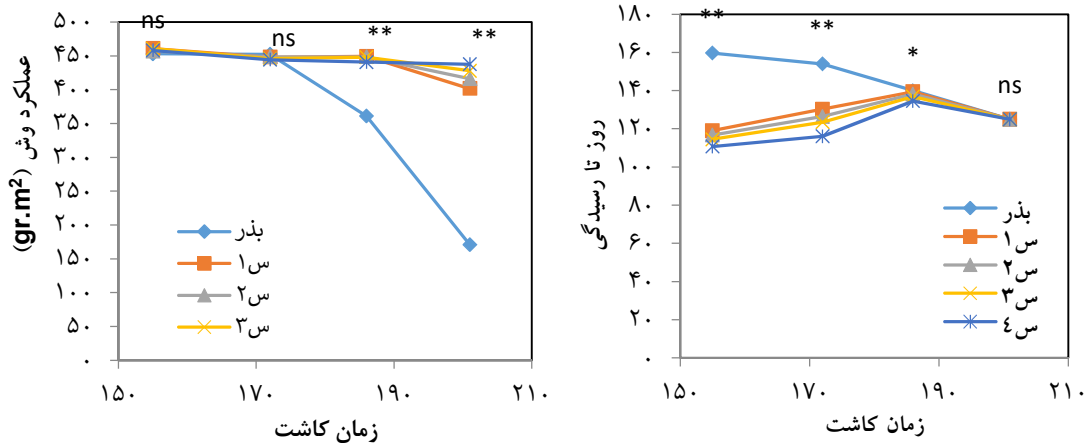 عملکرد وش (gr.m²)
۵۰۰
۴۵۰
۴۰۰
۳۵۰
۳۰۰
۲۵۰
۲۰۰
۱۵۰
۱۰۰
۵۰
۰
ns
ns
**
**
بذر
س۱
س۲
س۳
۱۵۰ ۱۷۰ ۱۹۰ ۲۱۰
زمان کاشت
روز تا رسیدگی
۱۸۰
۱۶۰
۱۴۰
۱۲۰
۱۰۰
۸۰
۶۰
۴۰
۲۰
۰
**
**
*
ns
بذر
س۱
س۲
س۳
س٤
۱۵۰ ۱۷۰ ۱۹۰ ۲۱۰
زمان کاشت